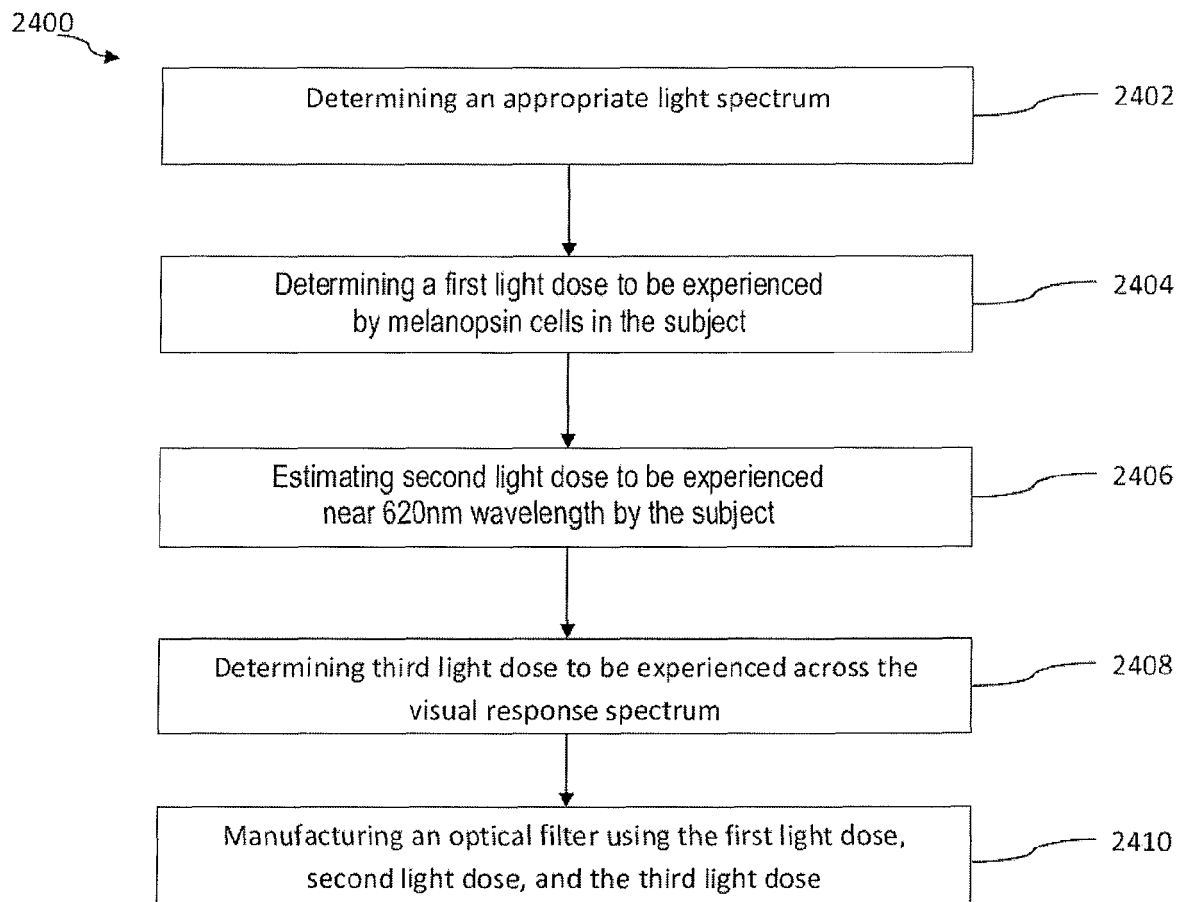 2400
Determining an appropriate light spectrum
2402
Determining a first light dose to be experienced
by melanopsin cells in the subject
2404
Estimating second light dose to be experienced
near 620nm wavelength by the subject
2406
Determining third light dose to be experienced across the
visual response spectrum
2408
Manufacturing an optical filter using the first light dose,
second light dose, and the third light dose
2410